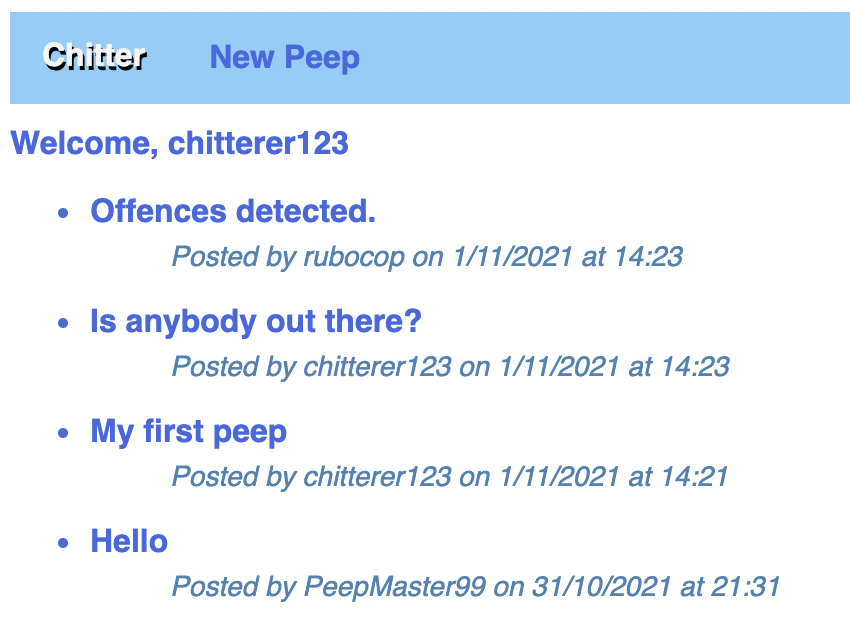 Chitter New Peep
Welcome, chitterer123
Offences detected.
Posted by rubocop on 1/11/2021 at 14:23
Is anybody out there?
Posted by chitterer123 on 1/11/2021 at 14:23
My first peep
Posted by chitterer123 on 1/11/2021 at 14:21
Hello
Posted by PeepMaster99 on 31/10/2021 at 21:31